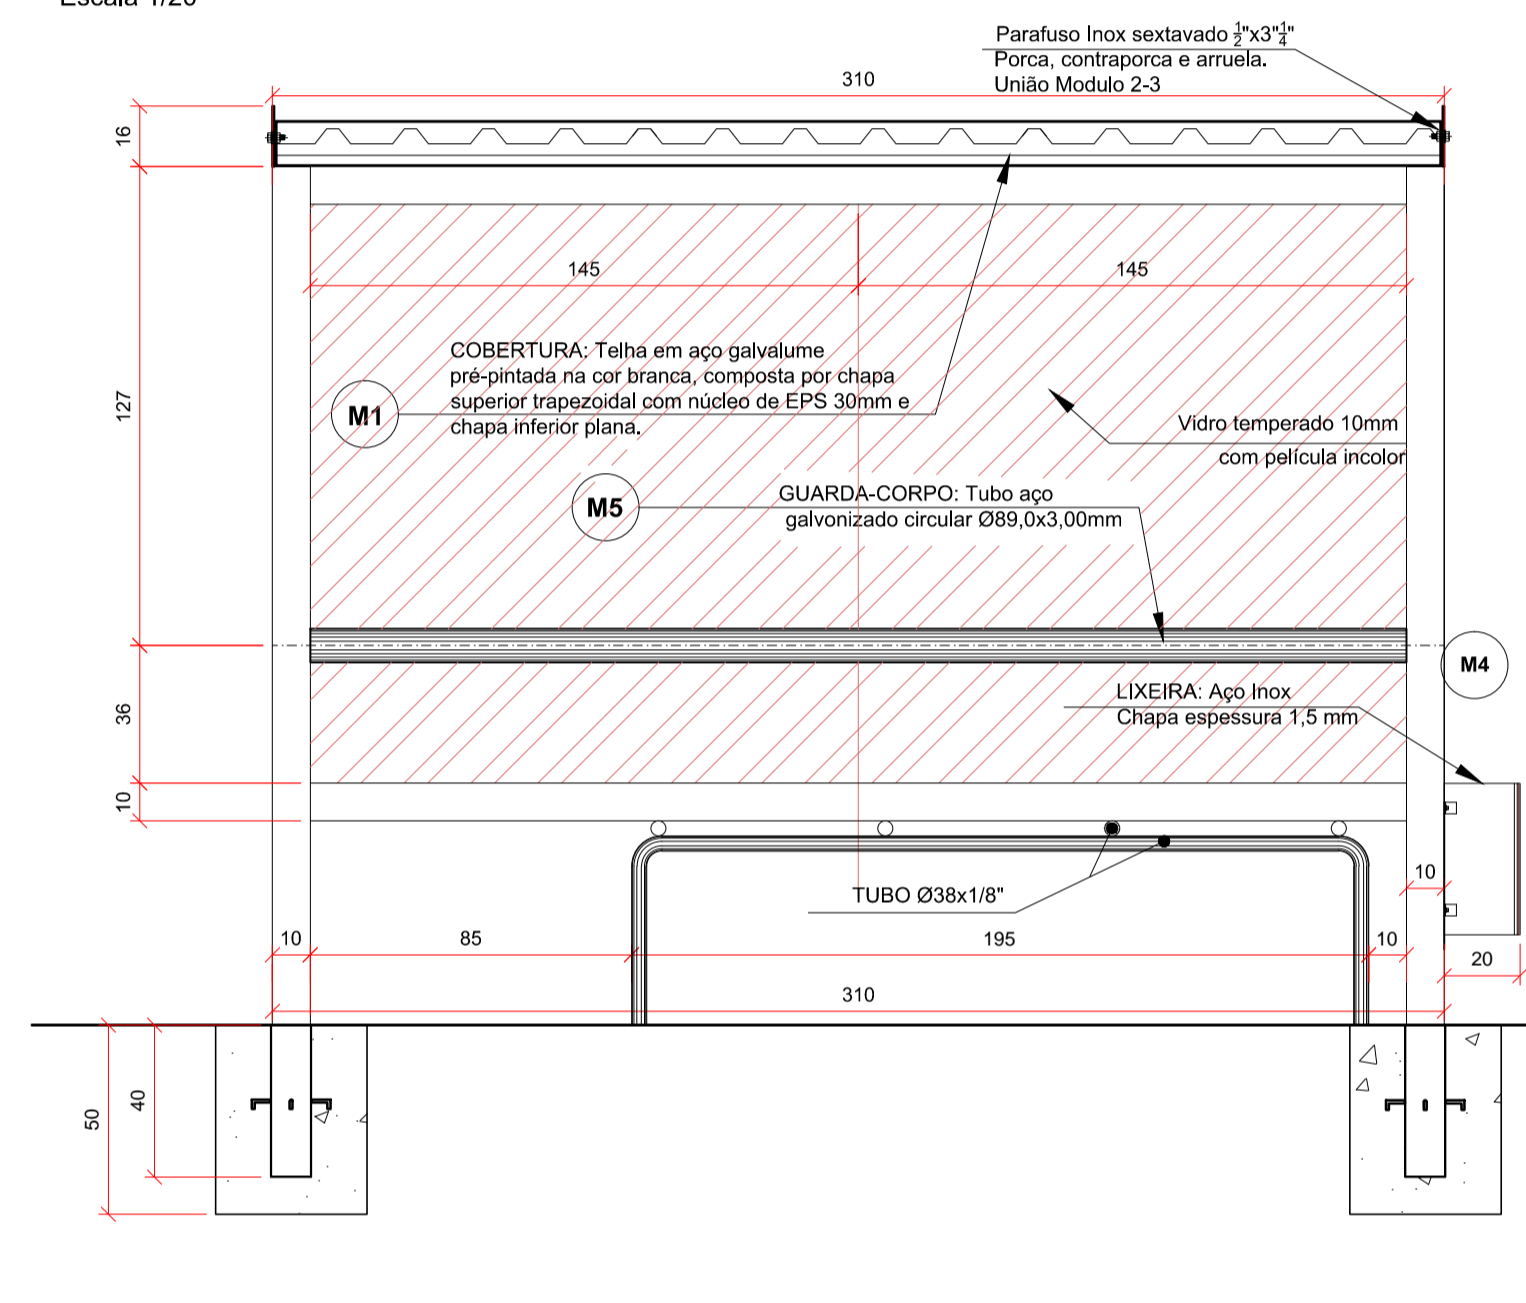 Parafuso Inox sextavado 1/2"x3"1/4"
Porca, contraporca e arruela.
União Modulo 2-3
310
16
145
145
127
COBERTURA: Telha em aço galvalume
pré-pintada na cor branca, composta por chapa
superior trapezoidal com núcleo de EPS 30mm e
chapa inferior plana.
M1
Vidro temperado 10mm
com película incolor
M5
GUARDA-CORPO: Tubo aço
galvonizado circular Ø89,0x3,00mm
M4
36
LIXEIRA: Aço Inox
Chapa espessura 1,5 mm
10
10
TUBO Ø38x1/8"
10
85
195
10
20
310
50
40